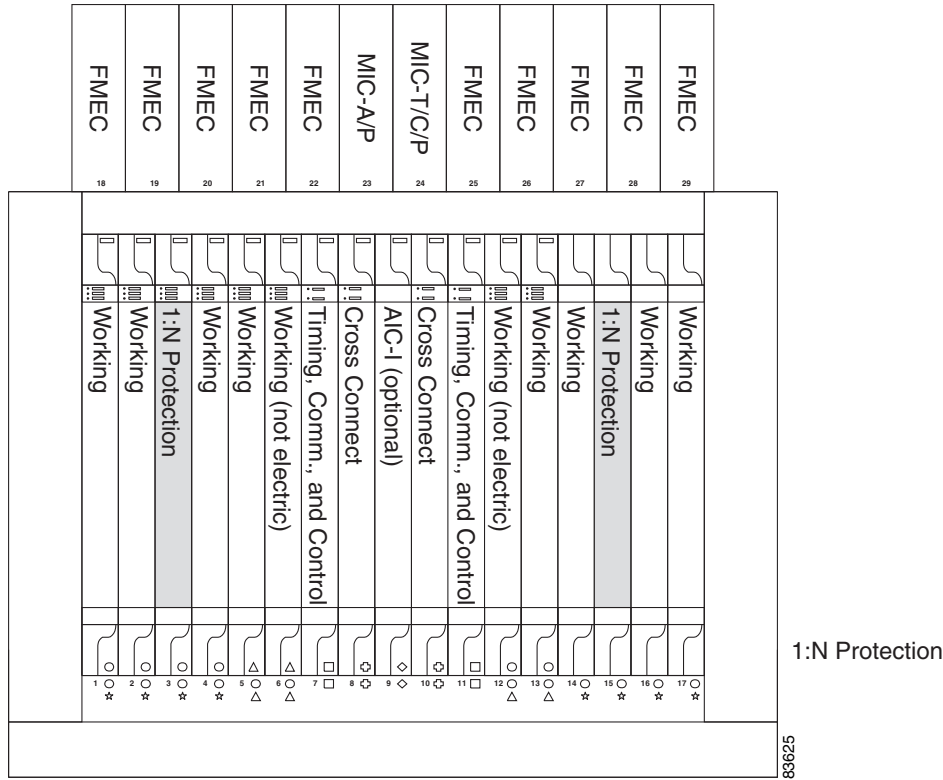 FMEC
FMEC
FMEC
FMEC
FMEC
MIC-A/P
MIC-T/C/P
FMEC
FMEC
FMEC
FMEC
FMEC
18
19
20
21
22
23
24
25
26
27
28
29
Working
Working
1:N Protection
Working
Working
Working (not electric)
Timing, Comm., and Control
Cross Connect
AIC-I (optional)
Cross Connect
Timing, Comm., and Control
Working (not electric)
Working
Working
1:N Protection
Working
Working
1:N Protection
1
2
3
4
5
6
7
8
9
10
11
12
13
14
15
16
17
83625